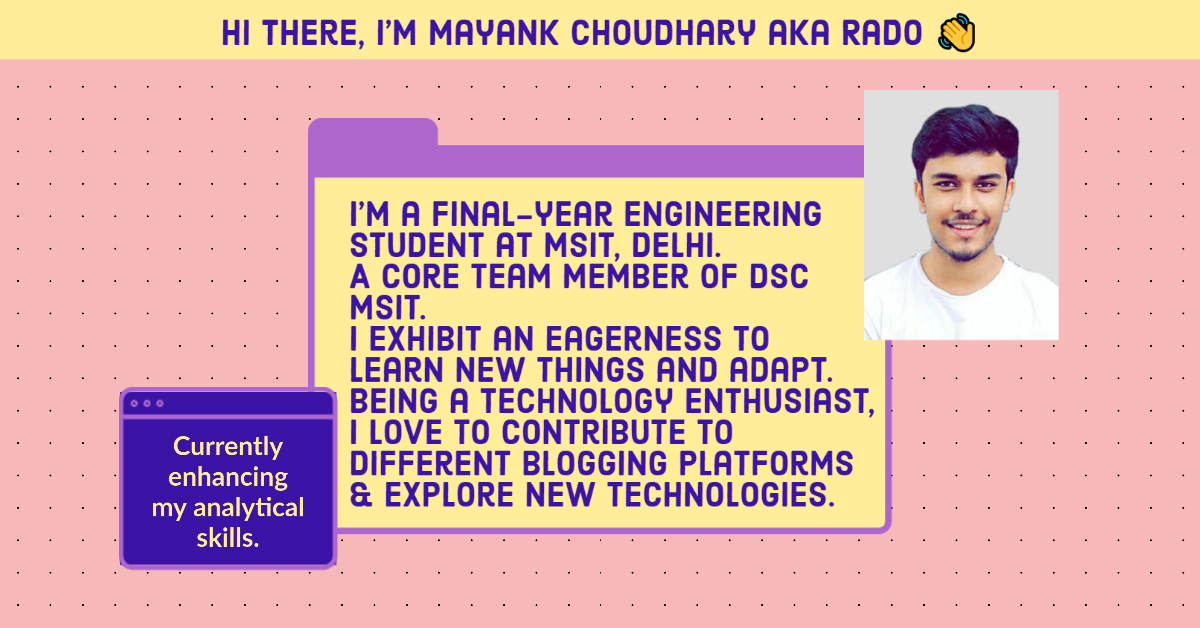 HI THERE, I'M MAYANK CHOUDHARY AKA RADO 👋
I'M A FINAL-YEAR ENGINEERING
STUDENT AT MSIT, DELHI.
A CORE TEAM MEMBER OF DSC
MSIT.
I EXHIBIT AN EAGERNESS TO
LEARN NEW THINGS AND ADAPT.
BEING A TECHNOLOGY ENTHUSIAST,
I LOVE TO CONTRIBUTE TO
DIFFERENT BLOGGING PLATFORMS
& EXPLORE NEW TECHNOLOGIES.
Currently
enhancing
my analytical
skills.